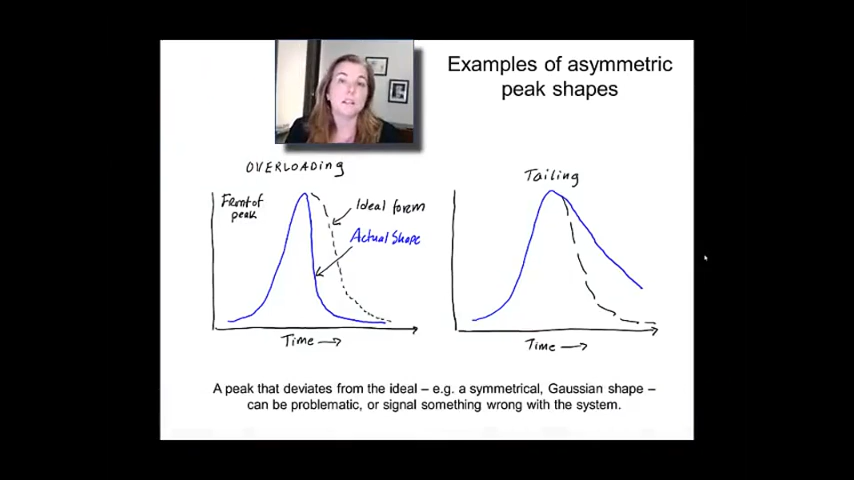 Examples of asymmetric
peak shapes
OVERLOADing
Tailing
Front of
peak
Ideal form
Actual Shape
Time
Time
A peak that deviates from the ideal – e.g. a symmetrical, Gaussian shape –
can be problematic, or signal something wrong with the system.